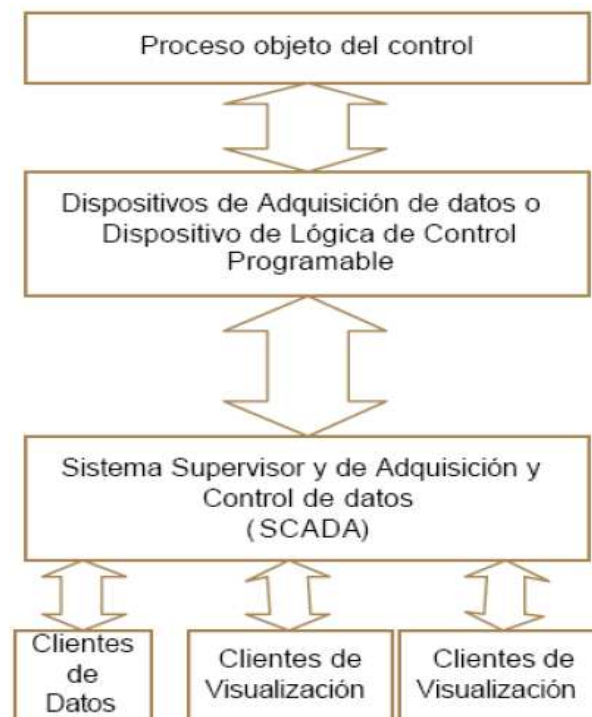 Proceso objeto del control
Dispositivos de Adquisición de datos o
Dispositivo de Lógica de Control
Programable
Sistema Supervisor y de Adquisición y
Control de datos
(SCADA)
Clientes
de
Datos
Clientes de
Visualización
Clientes de
Visualización